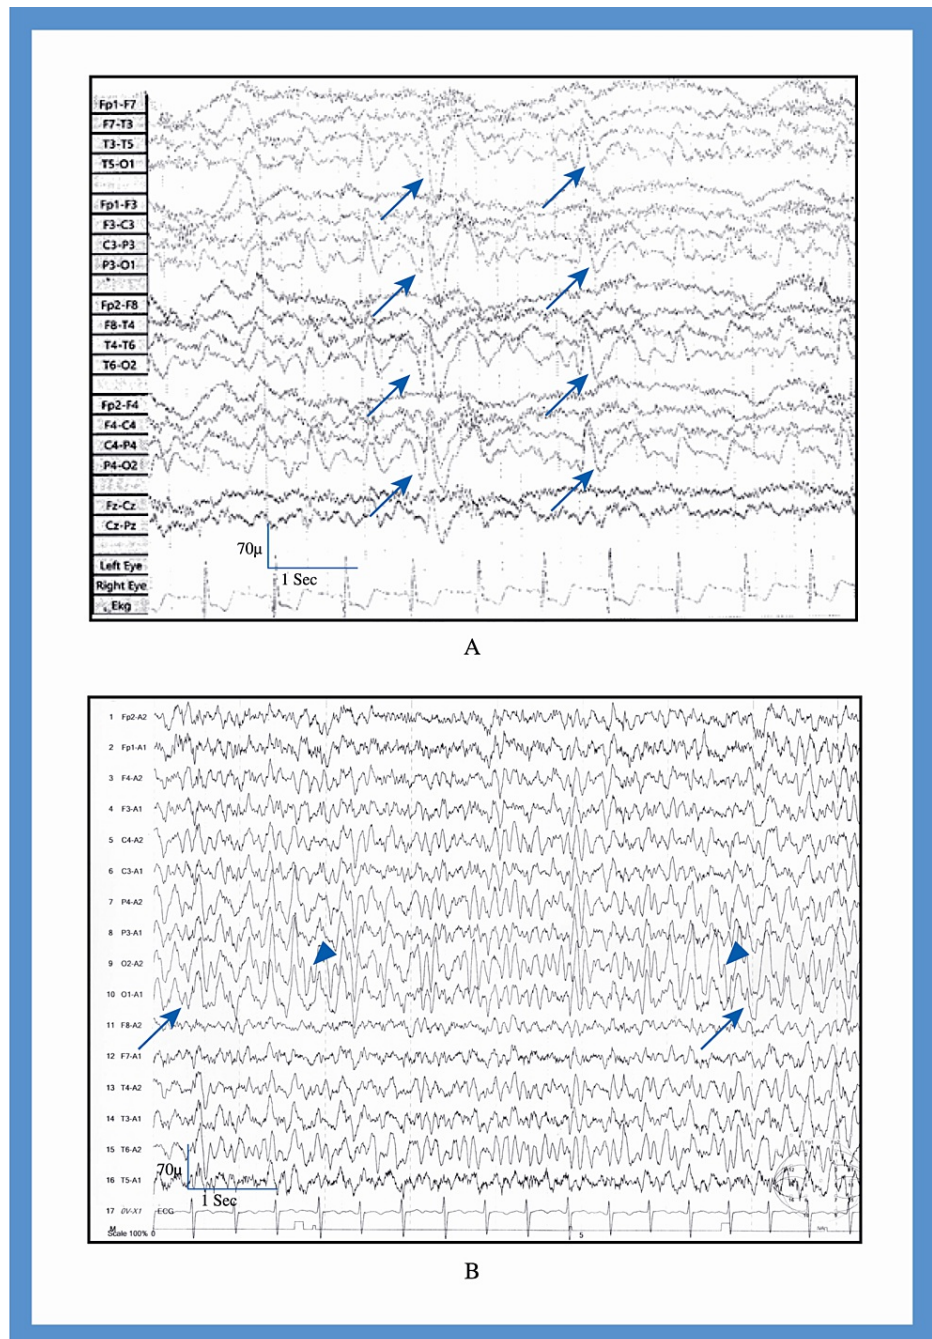 Fp1-F7
F7-T3
T3-T5
T5-O1
Fp1-F3
F3-C3
C3-P3
P3-O1
Fp2-F8
F8-T4
T4-T6
T6-O2
Fp2-F4
F4-C4
C4-P4
P4-O2
Fz-Cz
Cz-Pz
Left Eye
Right Eye
Ekg
70μ
1 Sec
A
1 Fp2-A2
2 Fp1-A1
3 F4-A2
4 F3-A1
5 C4-A2
6 C3-A1
7 P4-A2
8 P3-A1
9 O2-A2
10 O1-A1
11 F8-A2
12 F7-A1
13 T4-A2
14 T3-A1
15 T6-A2
16 T5-A1
70μ
1 Sec
17 0V-X1 ECG
M
Scale 100% 0 5
B